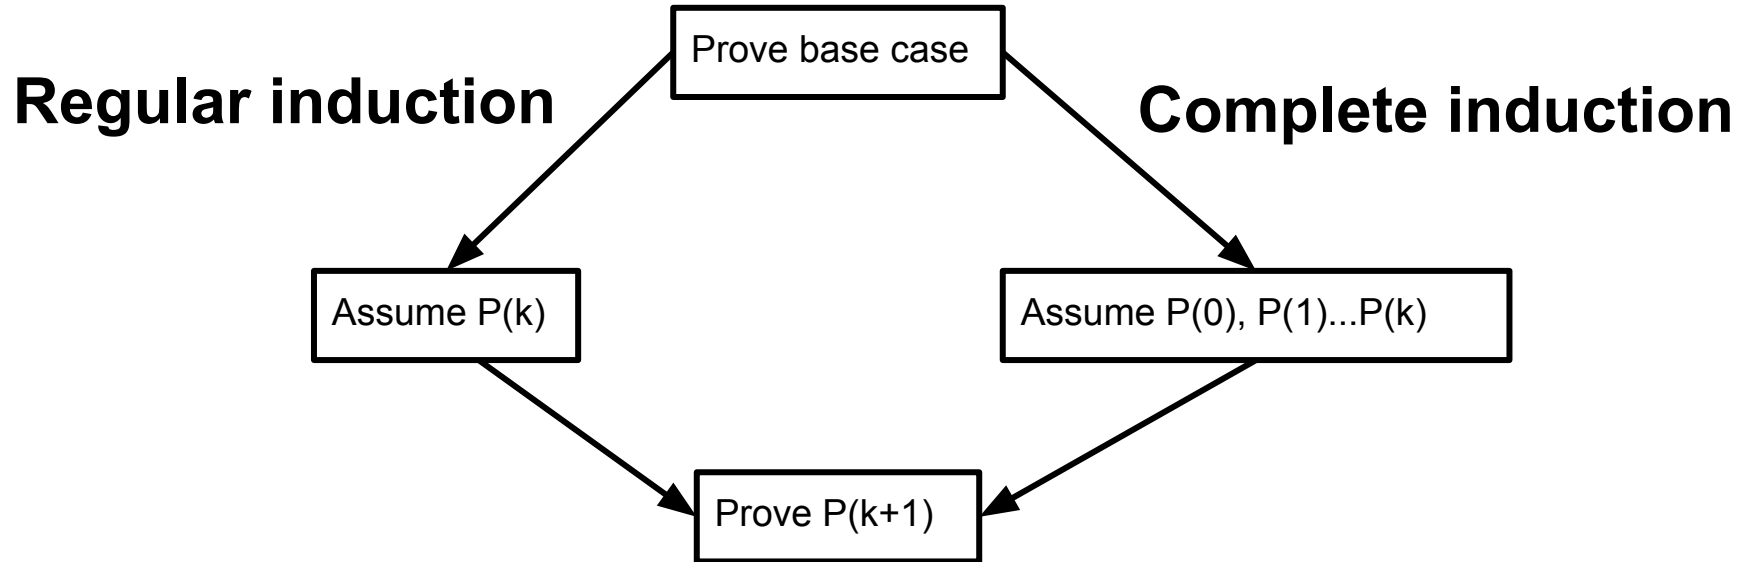 Prove base case
Regular induction
Complete induction
Assume P(k)
Assume P(0), P(1)...P(k)
Prove P(k+1)